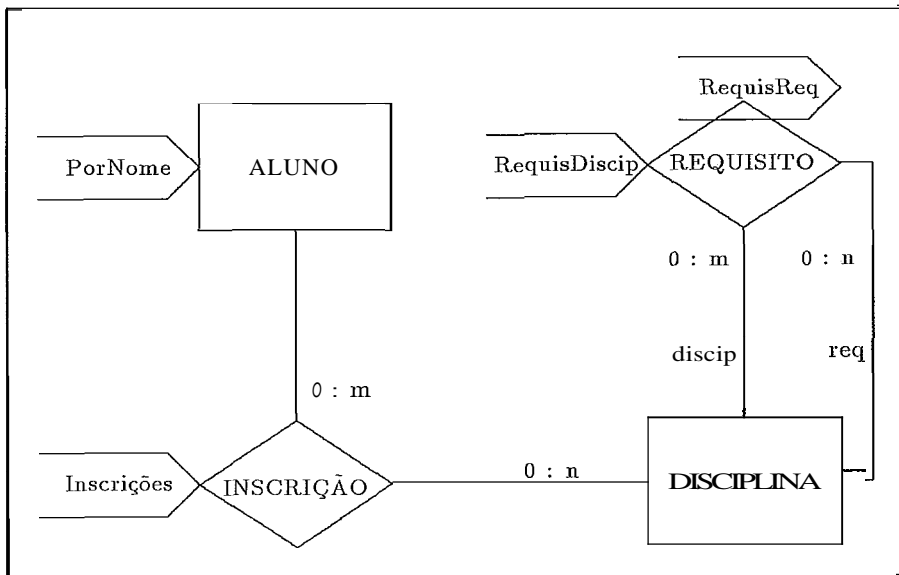 RequisReq
PorNome
ALUNO
RequisDiscip
REQUISITO
0 : m
0 : n
discip
req
0 : m
Inscrições
INSCRIÇÃO
0 : n
DISCIPLINA